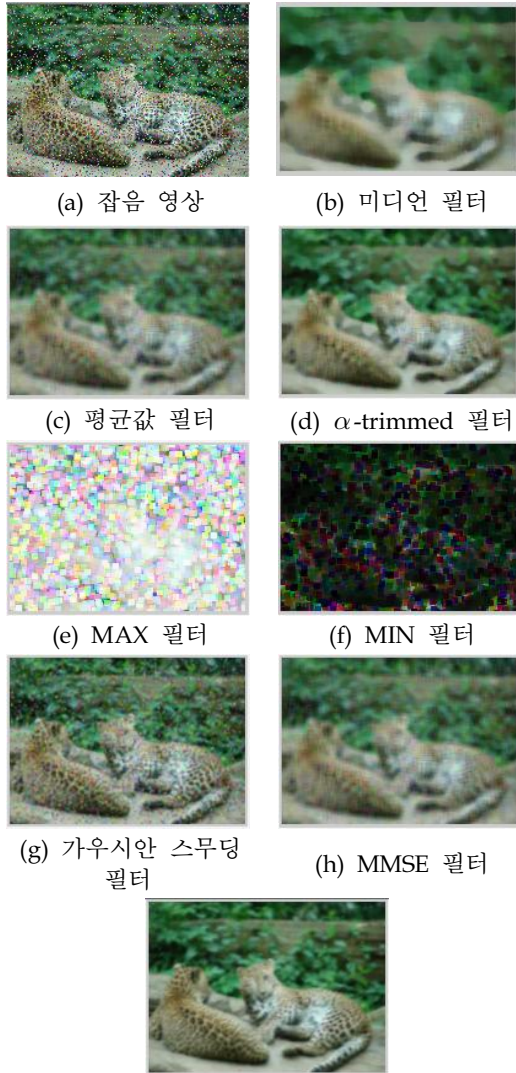 (a) 잡음 영상
(b) 미디언 필터
(c) 평균값 필터
(d) α-trimmed 필터
(e) MAX 필터
(f) MIN 필터
(g) 가우시안 스무딩
필터
(h) MMSE 필터